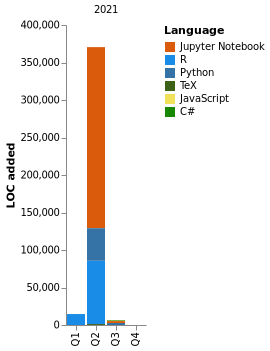 2021
Language
Jupyter Notebook
R
Python
TeX
JavaScript
C#
LOC added
400,000
350,000
300,000
250,000
200,000
150,000
100,000
50,000
0
Q1
Q2
Q3
Q4